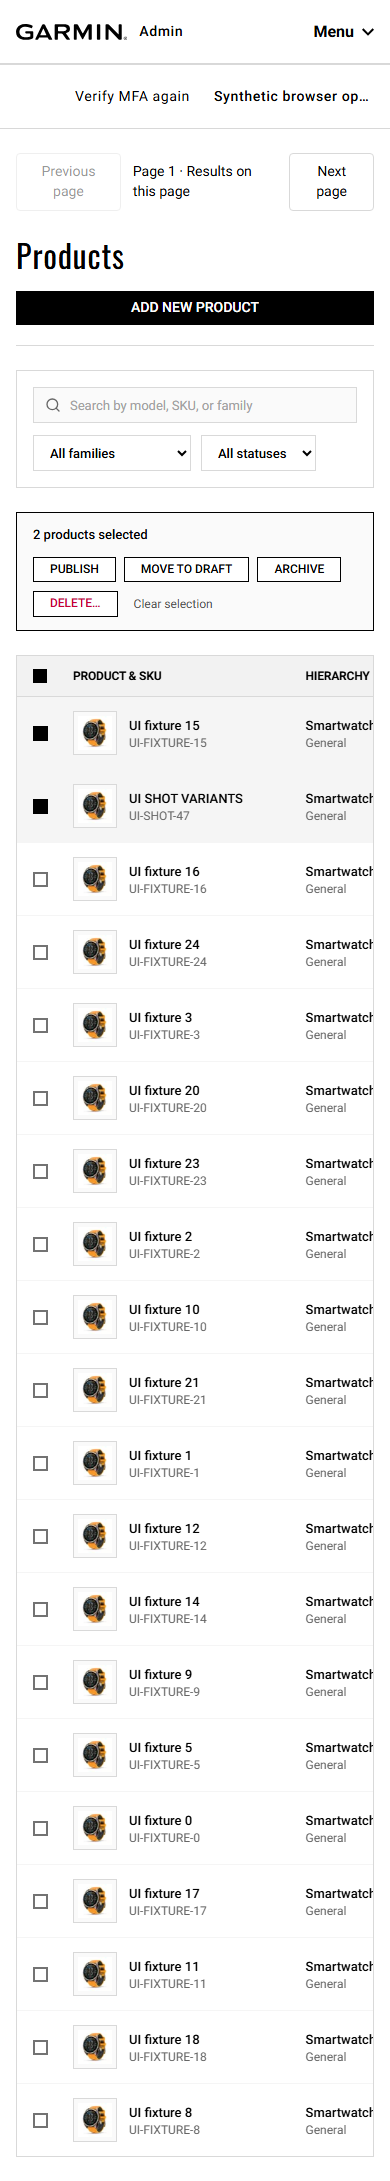 GARMIN Admin Menu
Verify MFA again Synthetic browser op…
Previous page
Page 1 · Results on this page
Next page
Products
ADD NEW PRODUCT
Search by model, SKU, or family
All families All statuses
2 products selected
PUBLISH MOVE TO DRAFT ARCHIVE
DELETE… Clear selection
PRODUCT & SKU HIERARCHY
UI fixture 15 Smartwatch
UI-FIXTURE-15 General
UI SHOT VARIANTS Smartwatch
UI-SHOT-47 General
UI fixture 16 Smartwatch
UI-FIXTURE-16 General
UI fixture 24 Smartwatch
UI-FIXTURE-24 General
UI fixture 3 Smartwatch
UI-FIXTURE-3 General
UI fixture 20 Smartwatch
UI-FIXTURE-20 General
UI fixture 23 Smartwatch
UI-FIXTURE-23 General
UI fixture 2 Smartwatch
UI-FIXTURE-2 General
UI fixture 10 Smartwatch
UI-FIXTURE-10 General
UI fixture 21 Smartwatch
UI-FIXTURE-21 General
UI fixture 1 Smartwatch
UI-FIXTURE-1 General
UI fixture 12 Smartwatch
UI-FIXTURE-12 General
UI fixture 14 Smartwatch
UI-FIXTURE-14 General
UI fixture 9 Smartwatch
UI-FIXTURE-9 General
UI fixture 5 Smartwatch
UI-FIXTURE-5 General
UI fixture 0 Smartwatch
UI-FIXTURE-0 General
UI fixture 17 Smartwatch
UI-FIXTURE-17 General
UI fixture 11 Smartwatch
UI-FIXTURE-11 General
UI fixture 18 Smartwatch
UI-FIXTURE-18 General
UI fixture 8 Smartwatch
UI-FIXTURE-8 General